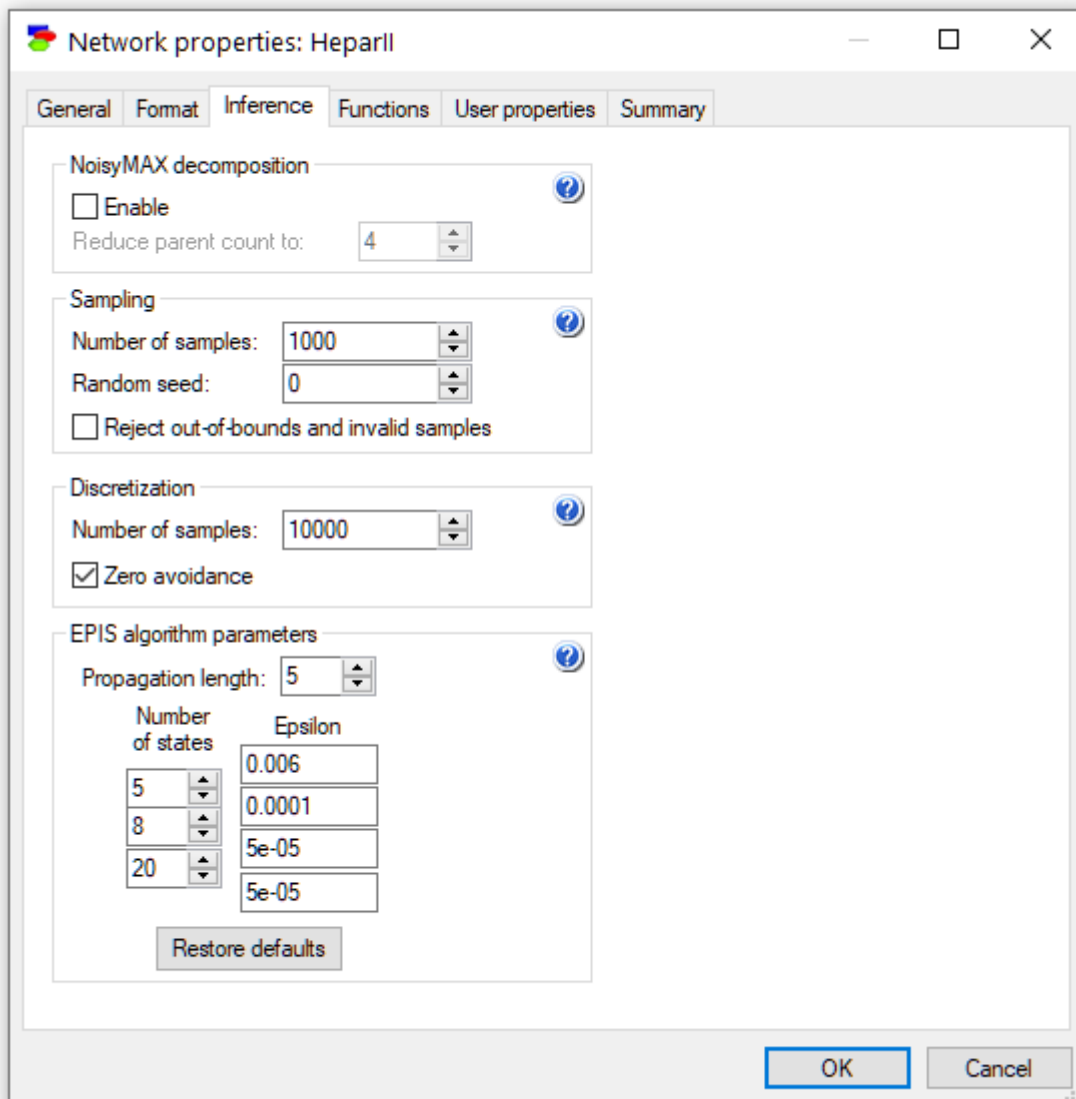 Network properties: HeparII
General Format Inference Functions User properties Summary
NoisyMAX decomposition
?
Enable
Reduce parent count to: 4
Sampling
?
Number of samples: 1000
Random seed: 0
Reject out-of-bounds and invalid samples
Discretization
?
Number of samples: 10000
Zero avoidance
EPIS algorithm parameters
?
Propagation length: 5
Number
of states
Epsilon
0.006
5
0.0001
8
5e-05
20
5e-05
Restore defaults
OK Cancel